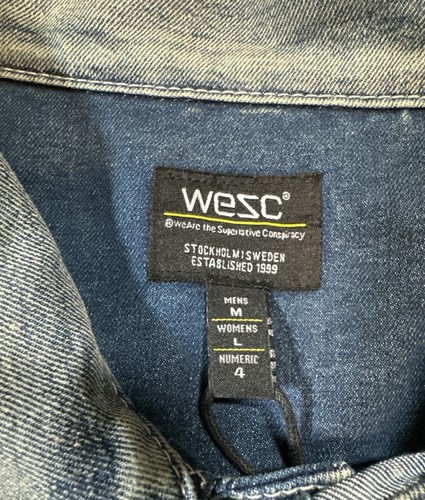 wesc®
®weAre the Superlative Conspiracy
STOCKHOLM | SWEDEN
ESTABLISHED 1999
MENS
M
WOMENS
L
NUMERIC
4